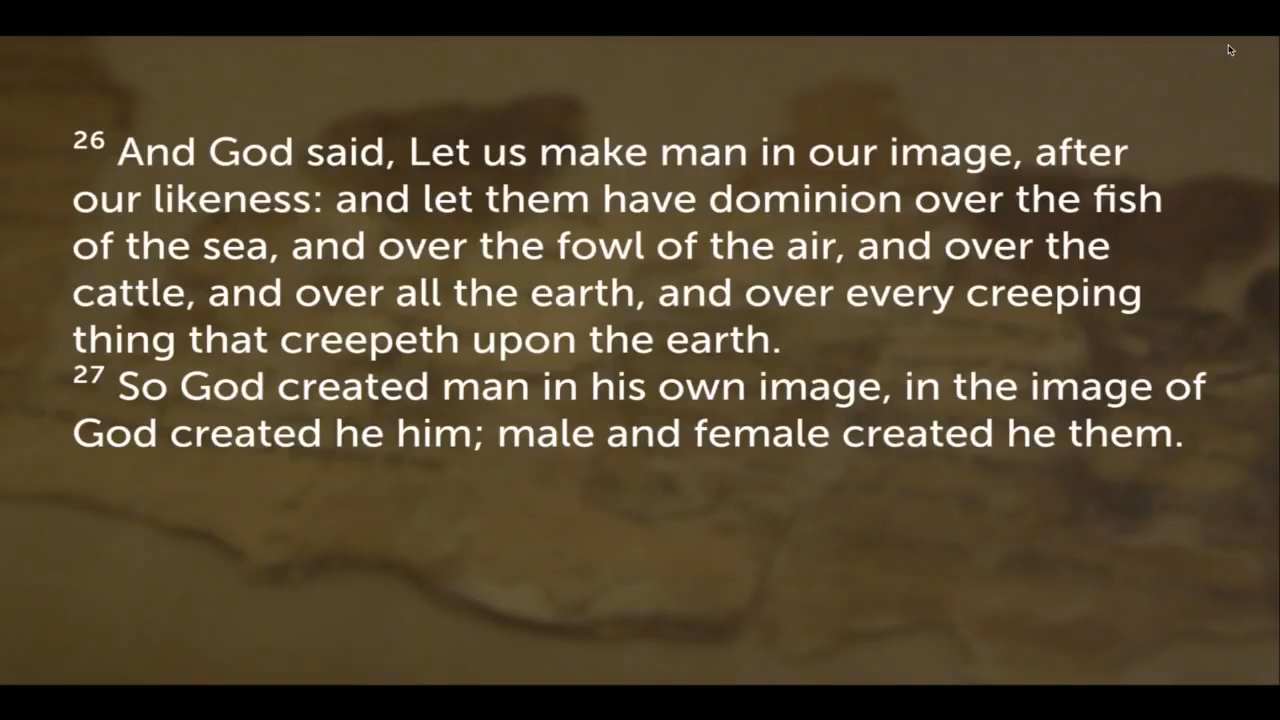 26 And God said, Let us make man in our image, after
our likeness: and let them have dominion over the fish
of the sea, and over the fowl of the air, and over the
cattle, and over all the earth, and over every creeping
thing that creepeth upon the earth.
27 So God created man in his own image, in the image of
God created he him; male and female created he them.